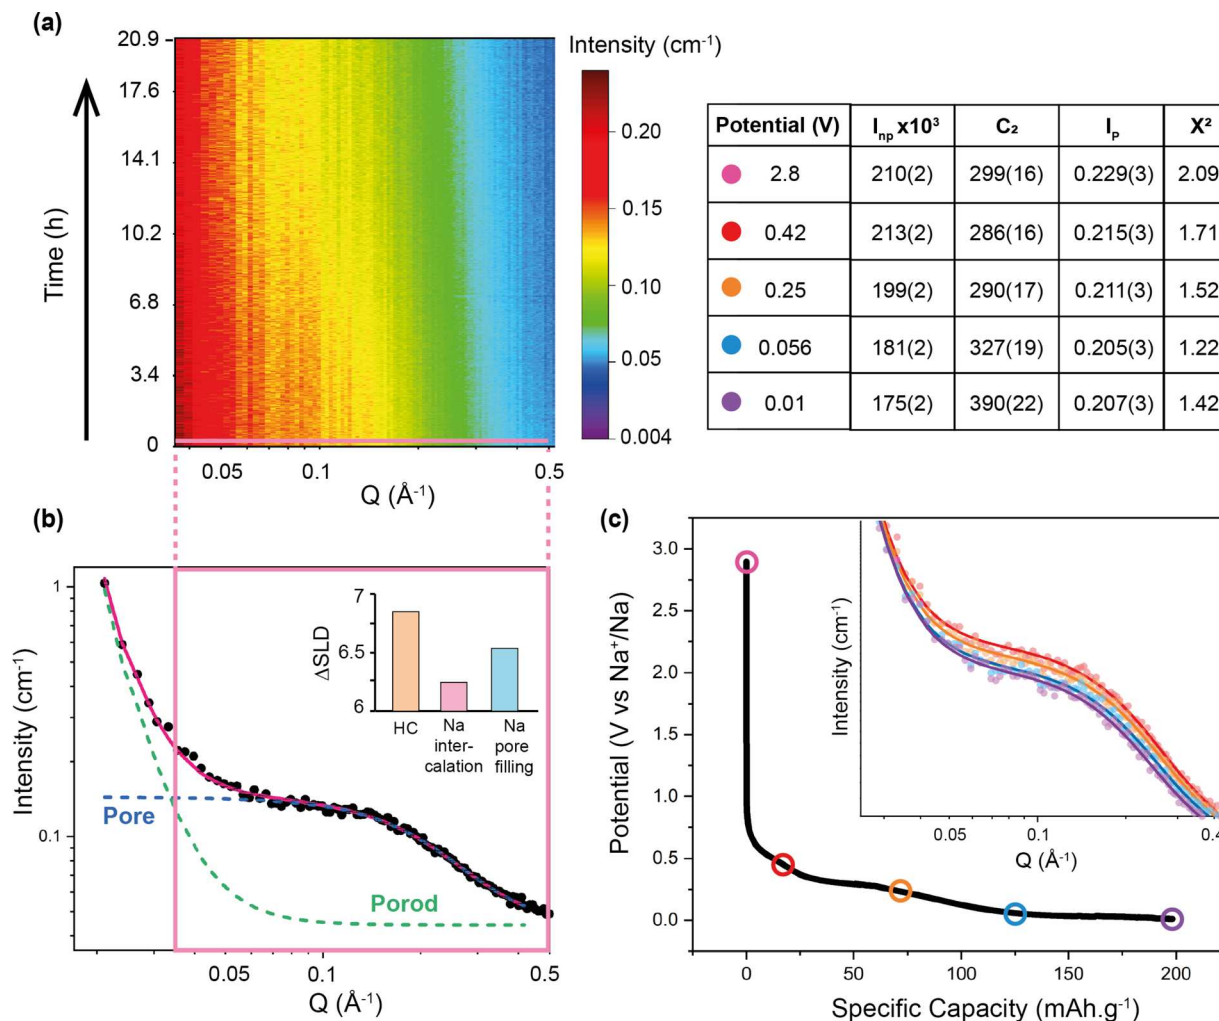 (a)
20.9
17.6
14.1
10.2
6.8
3.4
0
Time (h)
0.05
0.1
0.5
Q (Å⁻¹)
Intensity (cm⁻¹)
0.20
0.15
0.10
0.05
0.004
Potential (V) I_np x10³ C₂ I_P X²
2.8 210(2) 299(16) 0.229(3) 2.09
0.42 213(2) 286(16) 0.215(3) 1.71
0.25 199(2) 290(17) 0.211(3) 1.52
0.056 181(2) 327(19) 0.205(3) 1.22
0.01 175(2) 390(22) 0.207(3) 1.42
(b)
1
0.1
Intensity (cm⁻¹)
Pore
Porod
7
6.5
6
ΔSLD
HC
Na
inter-
calation
Na
pore
filling
0.05
0.1
0.5
Q (Å⁻¹)
(c)
3.0
2.5
2.0
1.5
1.0
0.5
0.0
Potential (V vs Na⁺/Na)
Intensity (cm⁻¹)
0.05
0.1
0.4
Q (Å⁻¹)
0
50
75
100
125
150
175
200
Specific Capacity (mAh.g⁻¹)